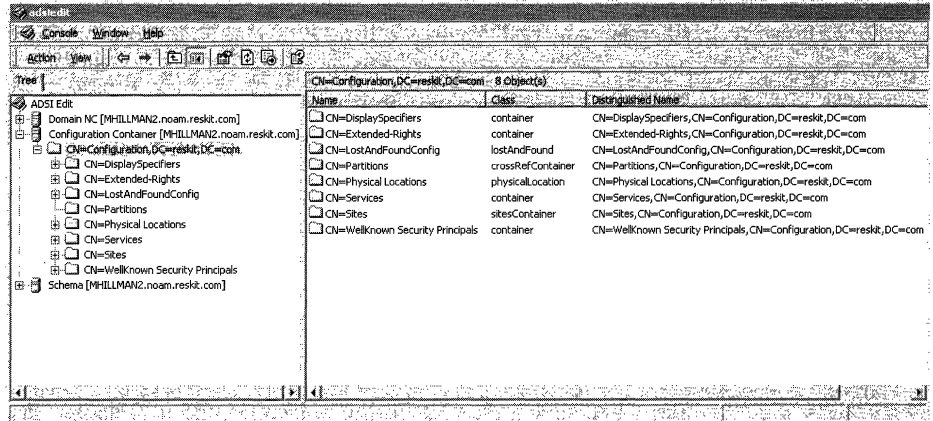 adsiedit
Console Window Help
Action View
Tree
CN=Configuration,DC=reskit,DC=com 8 Object(s)
Name Class Distinguished Name
ADSI Edit
Domain NC [MHILLMAN2.noam.reskit.com]
Configuration Container [MHILLMAN2.noam.reskit.com]
CN=Configuration,DC=reskit,DC=com
CN=DisplaySpecifiers
CN=Extended-Rights
CN=LostAndFoundConfig
CN=Partitions
CN=Physical Locations
CN=Services
CN=Sites
CN=WellKnown Security Principals
Schema [MHILLMAN2.noam.reskit.com]
CN=DisplaySpecifiers container CN=DisplaySpecifiers,CN=Configuration,DC=reskit,DC=com
CN=Extended-Rights container CN=Extended-Rights,CN=Configuration,DC=reskit,DC=com
CN=LostAndFoundConfig lostAndFound CN=LostAndFoundConfig,CN=Configuration,DC=reskit,DC=com
CN=Partitions crossRefContainer CN=Partitions,CN=Configuration,DC=reskit,DC=com
CN=Physical Locations physicalLocation CN=Physical Locations,CN=Configuration,DC=reskit,DC=com
CN=Services container CN=Services,CN=Configuration,DC=reskit,DC=com
CN=Sites sitesContainer CN=Sites,CN=Configuration,DC=reskit,DC=com
CN=WellKnown Security Principals container CN=WellKnown Security Principals,CN=Configuration,DC=reskit,DC=com